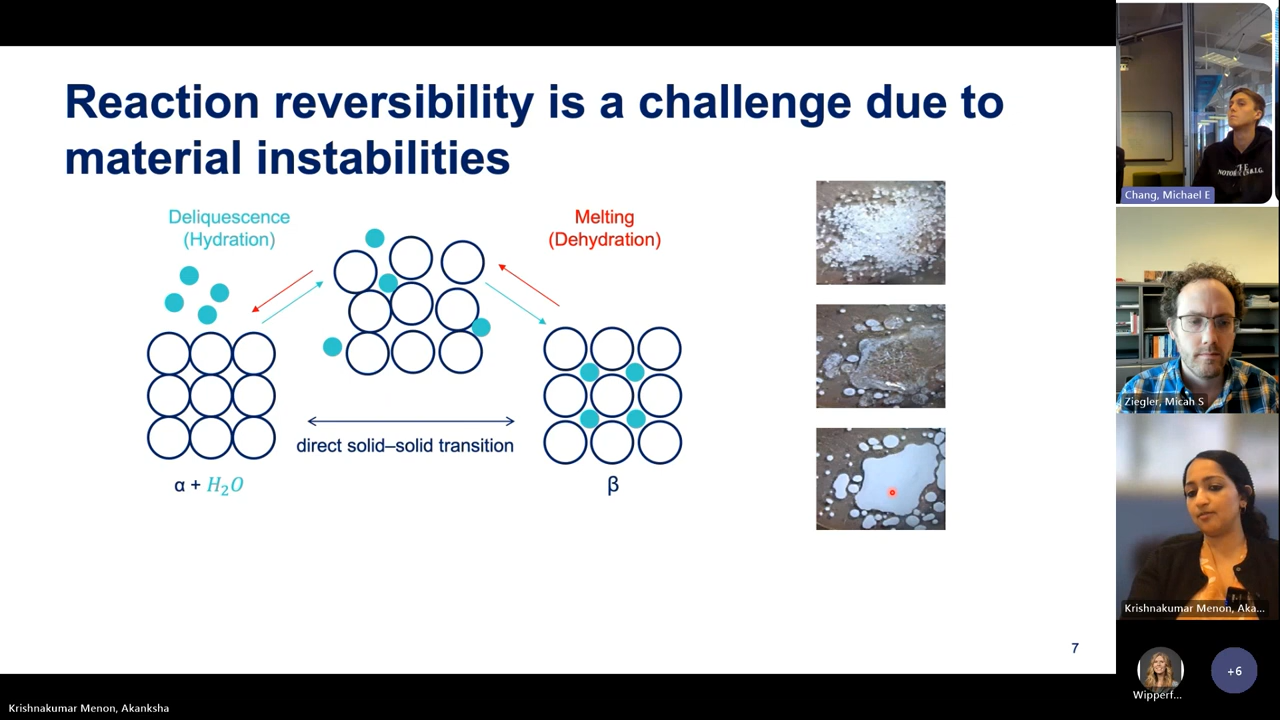 Reaction reversibility is a challenge due to
material instabilities
Deliquescence
(Hydration)
Melting
(Dehydration)
direct solid–solid transition
α + H₂O
β
7
Krishnakumar Menon, Akanksha
Chang, Michael E
Ziegler, Micah S
Krishnakumar Menon, Aka...
Wipperf...
+6